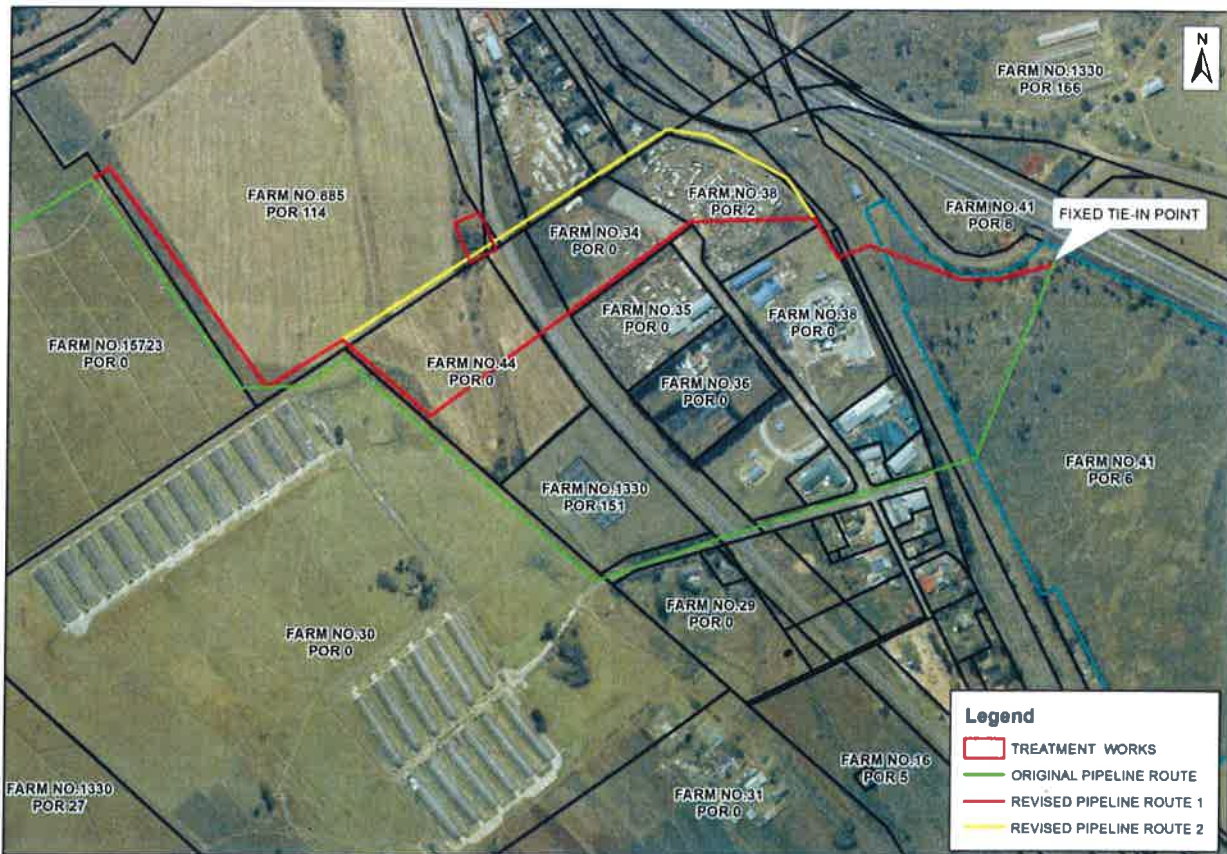 N
FARM NO.1330
POR 166
FARM NO.885
POR 114
FARM NO.38
POR 2
FARM NO.41
POR 6
FIXED TIE-IN POINT
FARM NO.34
POR 0
FARM NO.35
POR 0
FARM NO.38
POR 0
FARM NO.15723
POR 0
FARM NO.44
POR 0
FARM NO.36
POR 0
FARM NO.41
POR 6
FARM NO.1330
POR 151
FARM NO.29
POR 0
FARM NO.30
POR 0
FARM NO.16
POR 5
FARM NO.1330
POR 27
FARM NO.31
POR 0
Legend
TREATMENT WORKS
ORIGINAL PIPELINE ROUTE
REVISED PIPELINE ROUTE 1
REVISED PIPELINE ROUTE 2